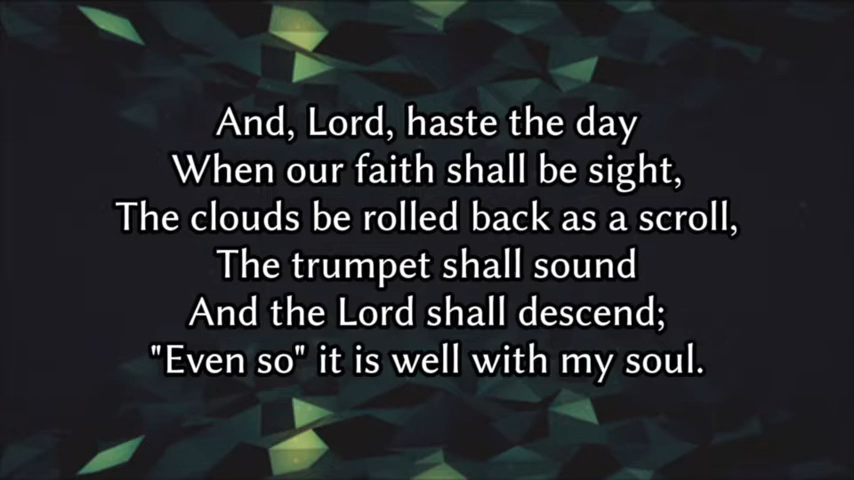 And, Lord, haste the day
When our faith shall be sight,
The clouds be rolled back as a scroll,
The trumpet shall sound
And the Lord shall descend;
"Even so" it is well with my soul.